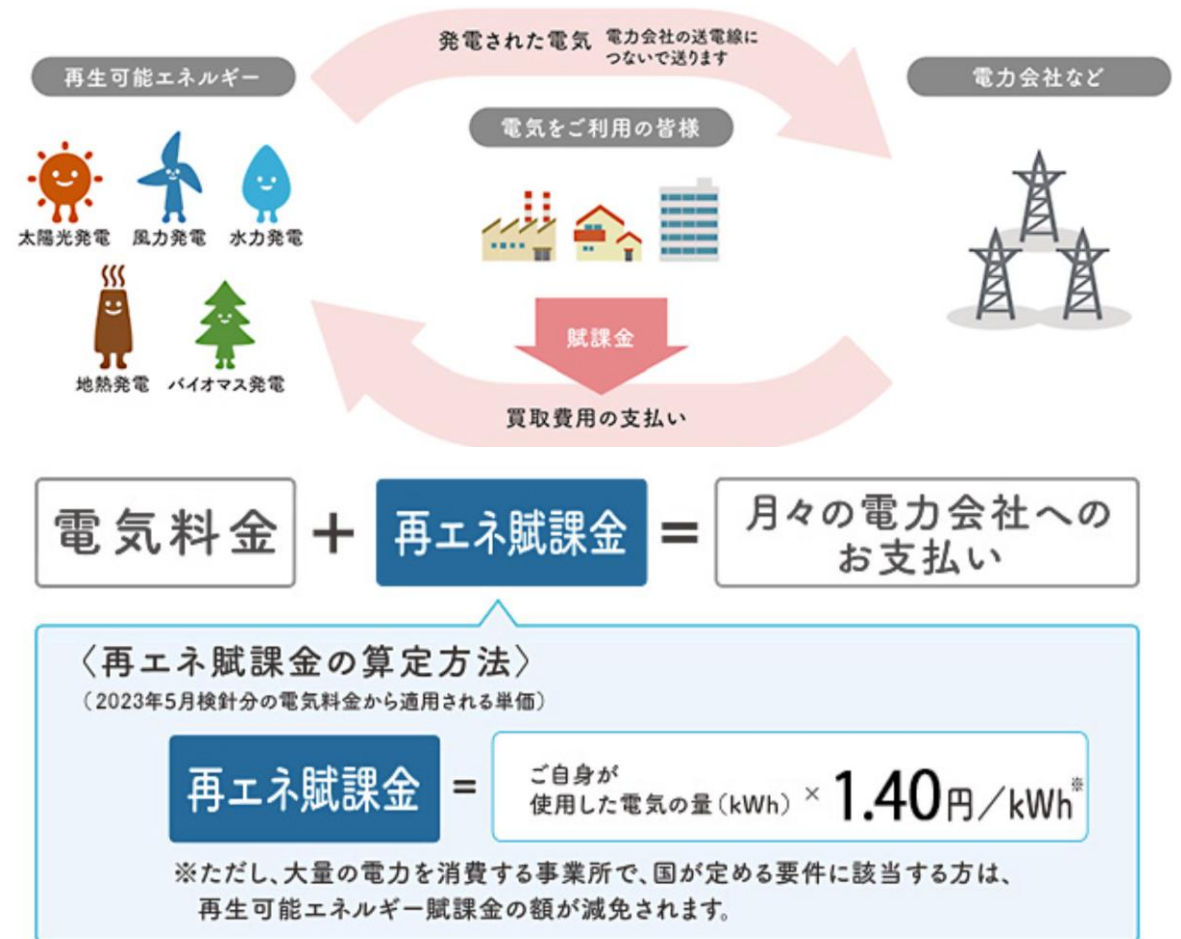 発電された電気 電力会社の送電線に
つないで送ります
再生可能エネルギー
電気をご利用の皆様
電力会社など
太陽光発電 風力発電 水力発電
地熱発電 バイオマス発電
賦課金
買取費用の支払い
電気料金 + 再エネ賦課金 = 月々の電力会社への
お支払い
〈再エネ賦課金の算定方法〉
(2023年5月検針分の電気料金から適用される単価)
再エネ賦課金 = ご自身が
使用した電気の量(kWh) × 1.40円/kWh※
※ただし、大量の電力を消費する事業所で、国が定める要件に該当する方は、
再生可能エネルギー賦課金の額が減免されます。